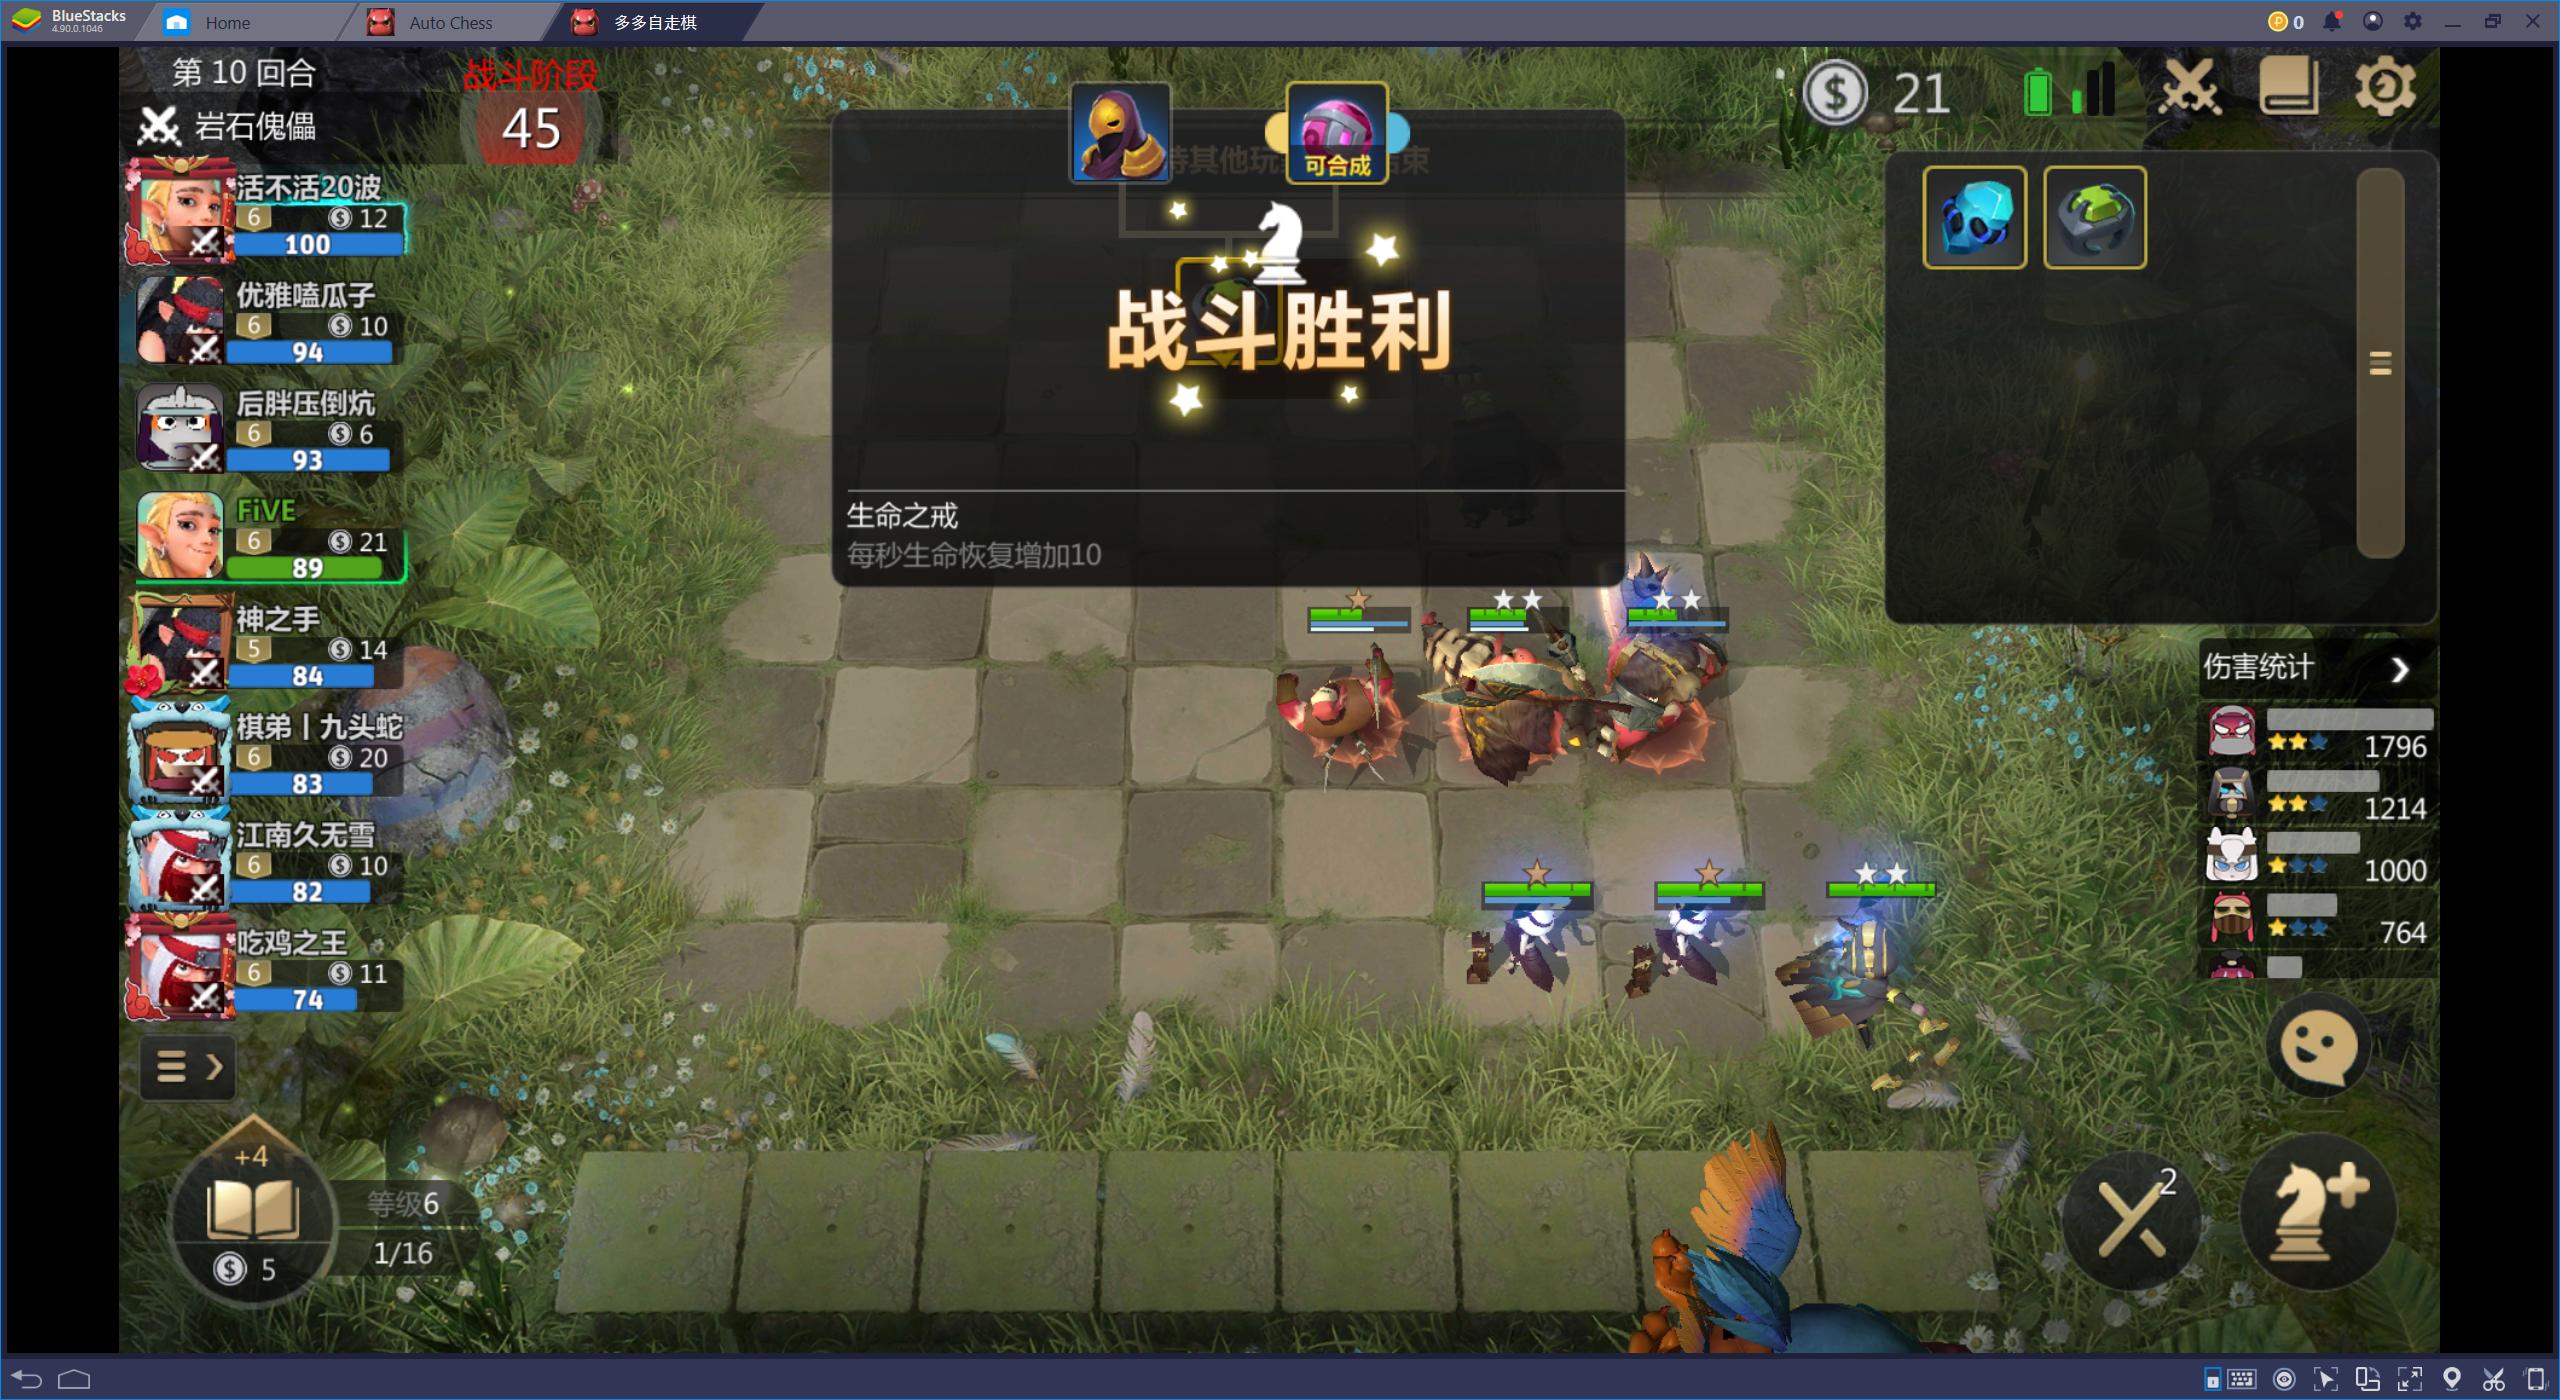 BlueStacks
4.90.0.1046
Home
Auto Chess
多多自走棋
0
第 10 回合
战斗阶段
岩石傀儡
45
21
活不活20波
6
12
100
优雅嗑瓜子
6
10
94
后胖压倒炕
6
6
93
FiVE
6
21
89
神之手
5
14
84
棋弟丨九头蛇
6
20
83
江南久无雪
6
10
82
吃鸡之王
6
11
74
可合成
战斗胜利
生命之戒
每秒生命恢复增加10
伤害统计
1796
1214
1000
764
+4
5
等级6
1/16
2